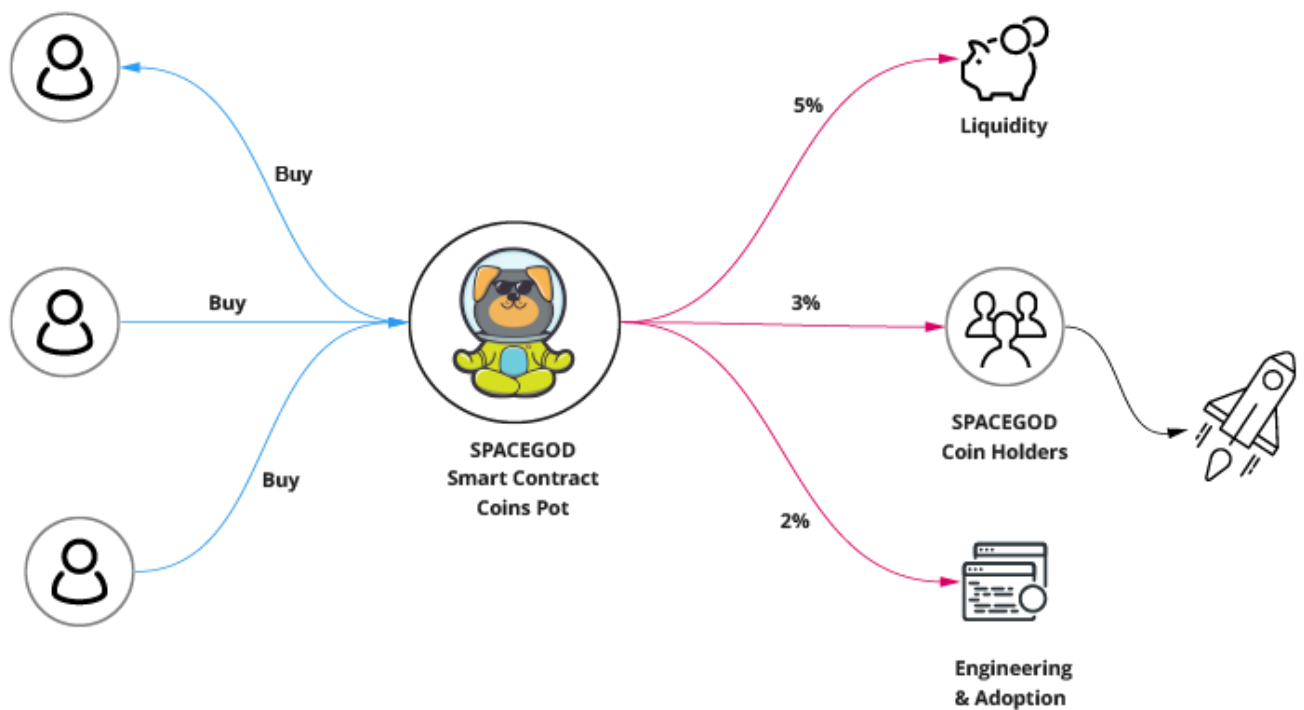 Buy
Buy
Buy
SPACEGOD
Smart Contract
Coins Pot
5%
Liquidity
3%
SPACEGOD
Coin Holders
2%
Engineering
& Adoption